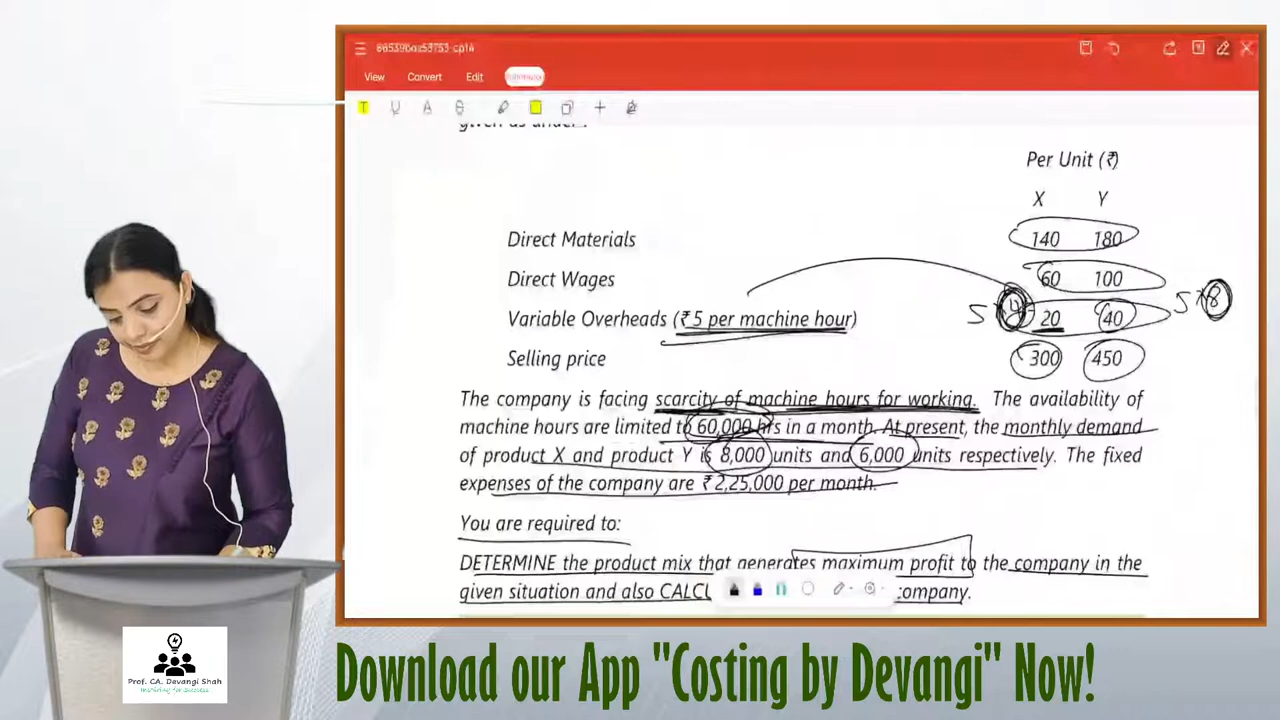 View Convert Edit
given as under :
Per Unit (₹)
X Y
Direct Materials 140 180
Direct Wages 60 100
Variable Overheads (₹ 5 per machine hour) 5 × 4 20 40 5 × 8
Selling price 300 450
The company is facing scarcity of machine hours for working. The availability of
machine hours are limited to 60,000 hrs in a month. At present, the monthly demand
of product X and product Y is 8,000 units and 6,000 units respectively. The fixed
expenses of the company are ₹ 2,25,000 per month.
You are required to:
DETERMINE the product mix that generates maximum profit to the company in the
given situation and also company.
Prof. CA. Devangi Shah
Inspiring for Success
Download our App "Costing by Devangi" Now!